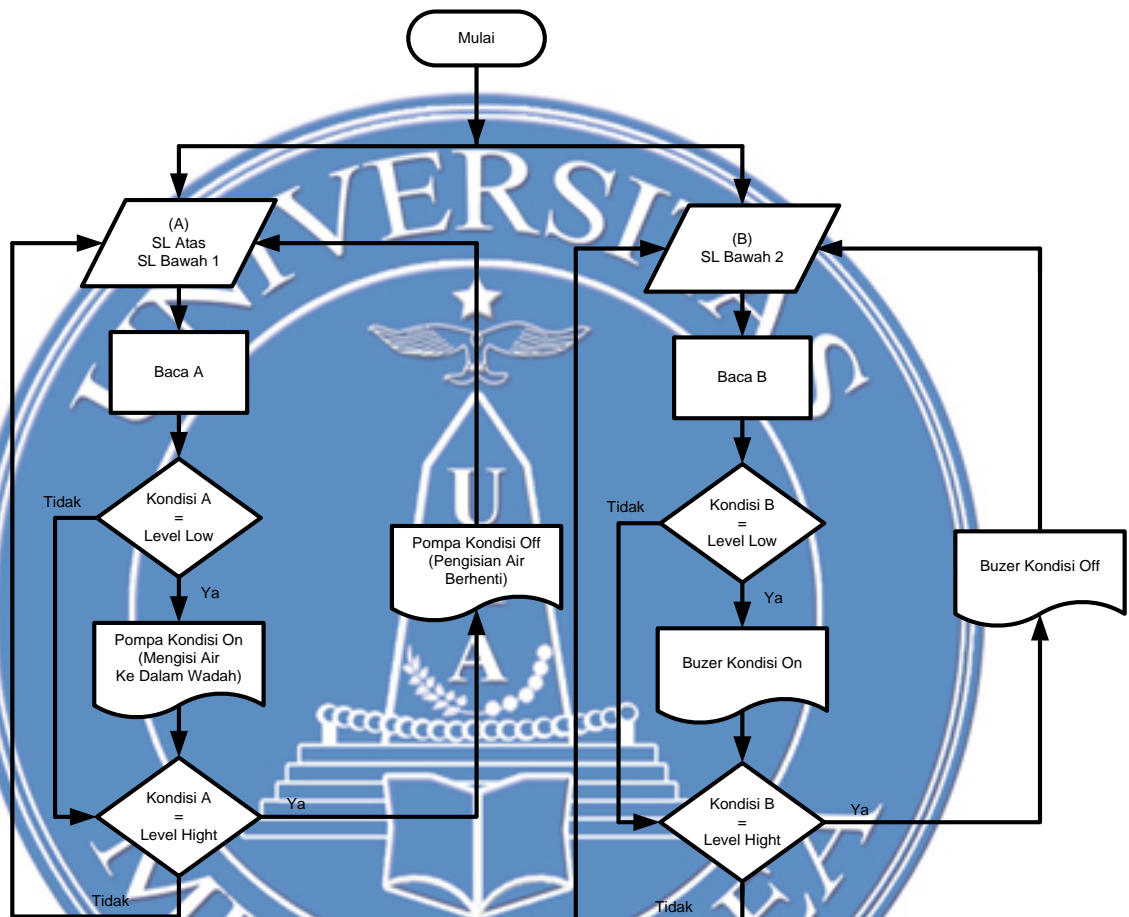 Mulai
(A)
SL Atas
SL Bawah 1
Baca A
Kondisi A
=
Level Low
Tidak
Ya
Pompa Kondisi On
(Mengisi Air
Ke Dalam Wadah)
Kondisi A
=
Level Hight
Ya
Tidak
Pompa Kondisi Off
(Pengisian Air
Berhenti)
(B)
SL Bawah 2
Baca B
Kondisi B
=
Level Low
Tidak
Ya
Buzer Kondisi On
Kondisi B
=
Level Hight
Ya
Tidak
Buzer Kondisi Off
UNIVERSITAS
U
A